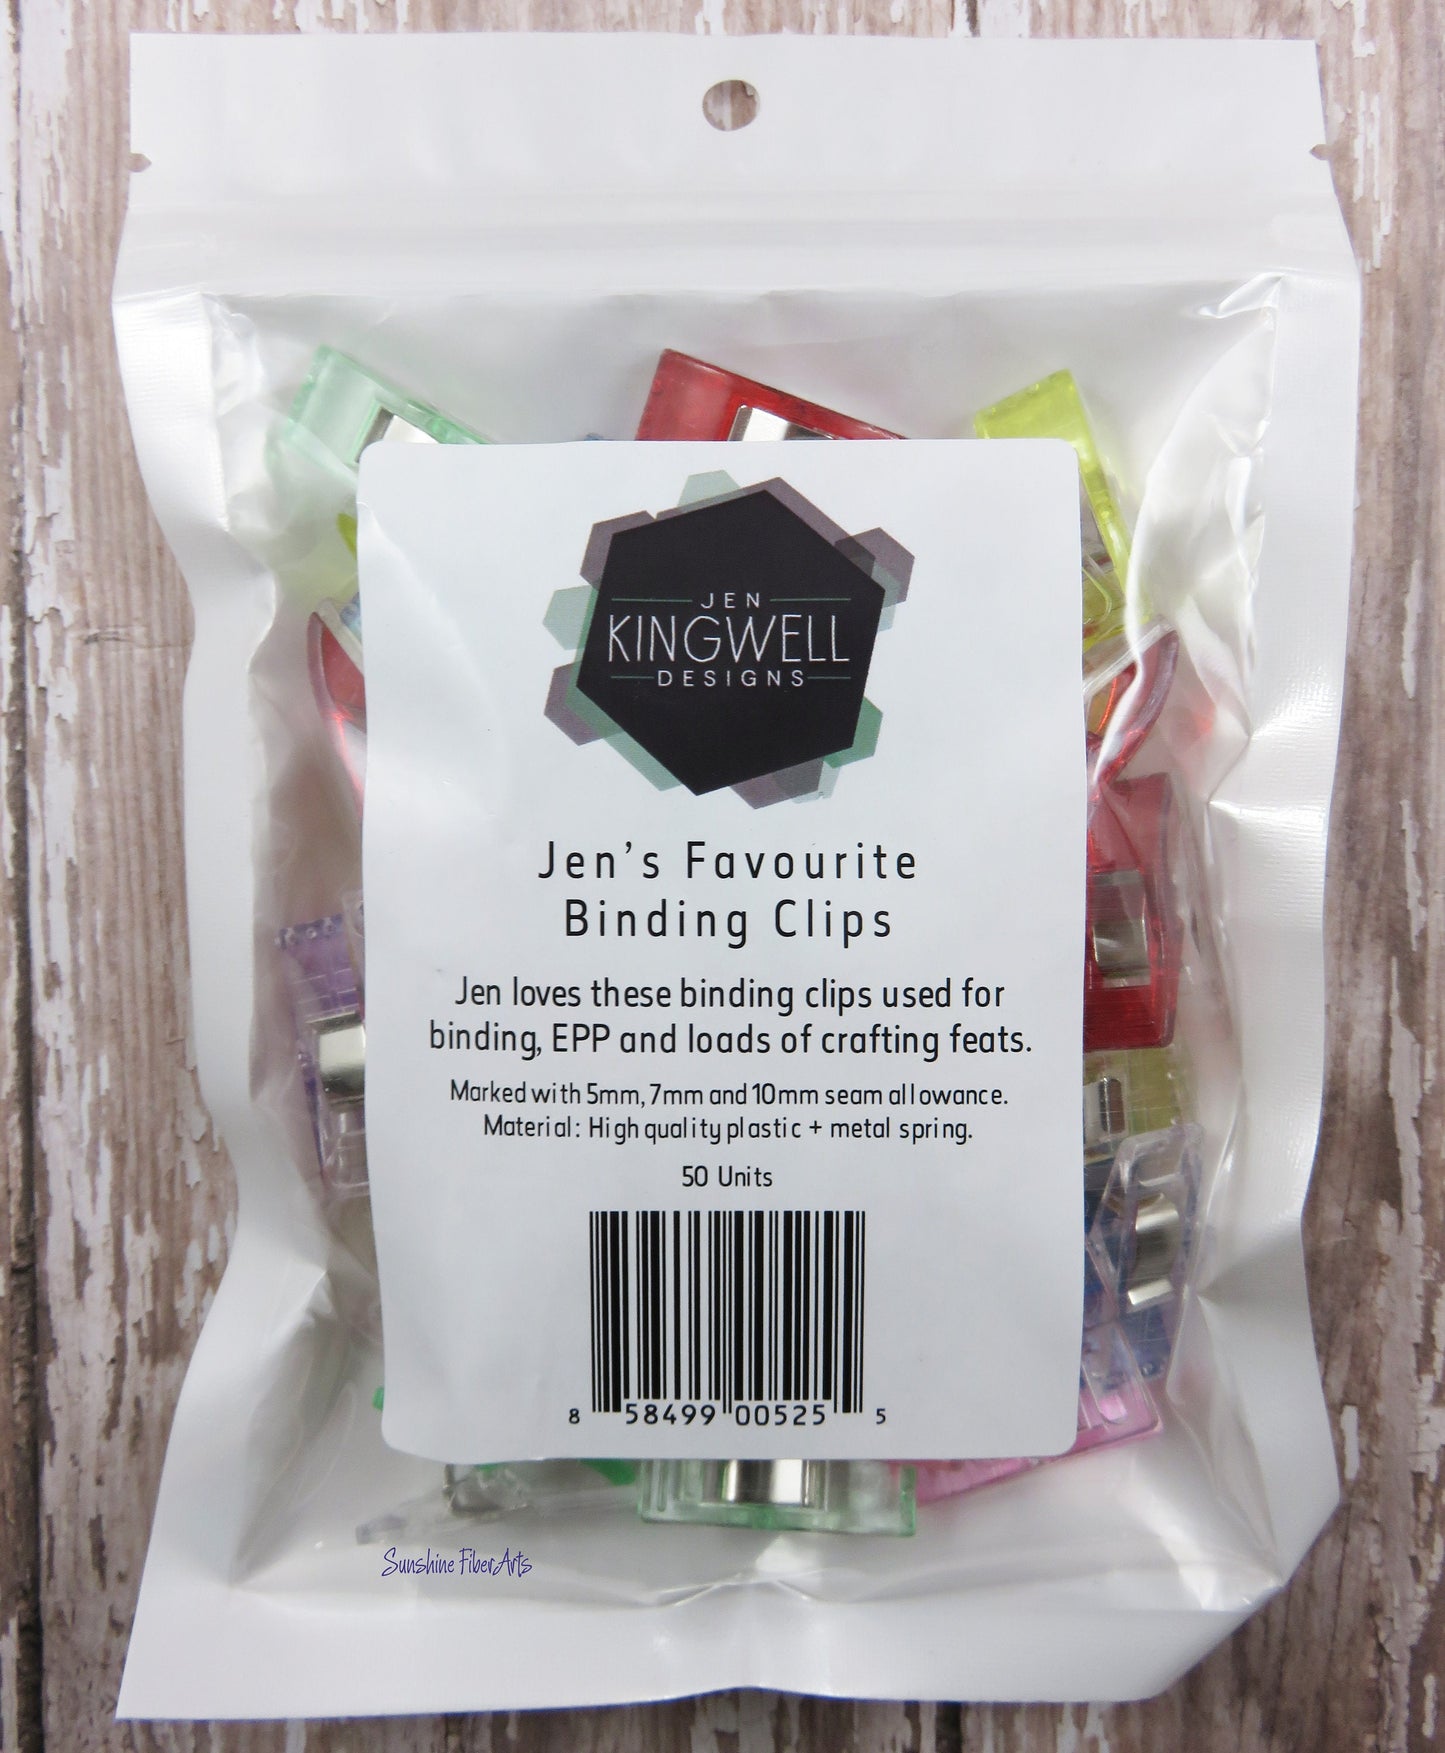 JEN
KINGWELL
DESIGNS
Jen's Favourite
Binding Clips
Jen loves these binding clips used for
binding, EPP and loads of crafting feats.
Marked with 5mm, 7mm and 10mm seam allowance.
Material: High quality plastic + metal spring.
50 Units
8 58499 00525 5
Sunshine FiberArts